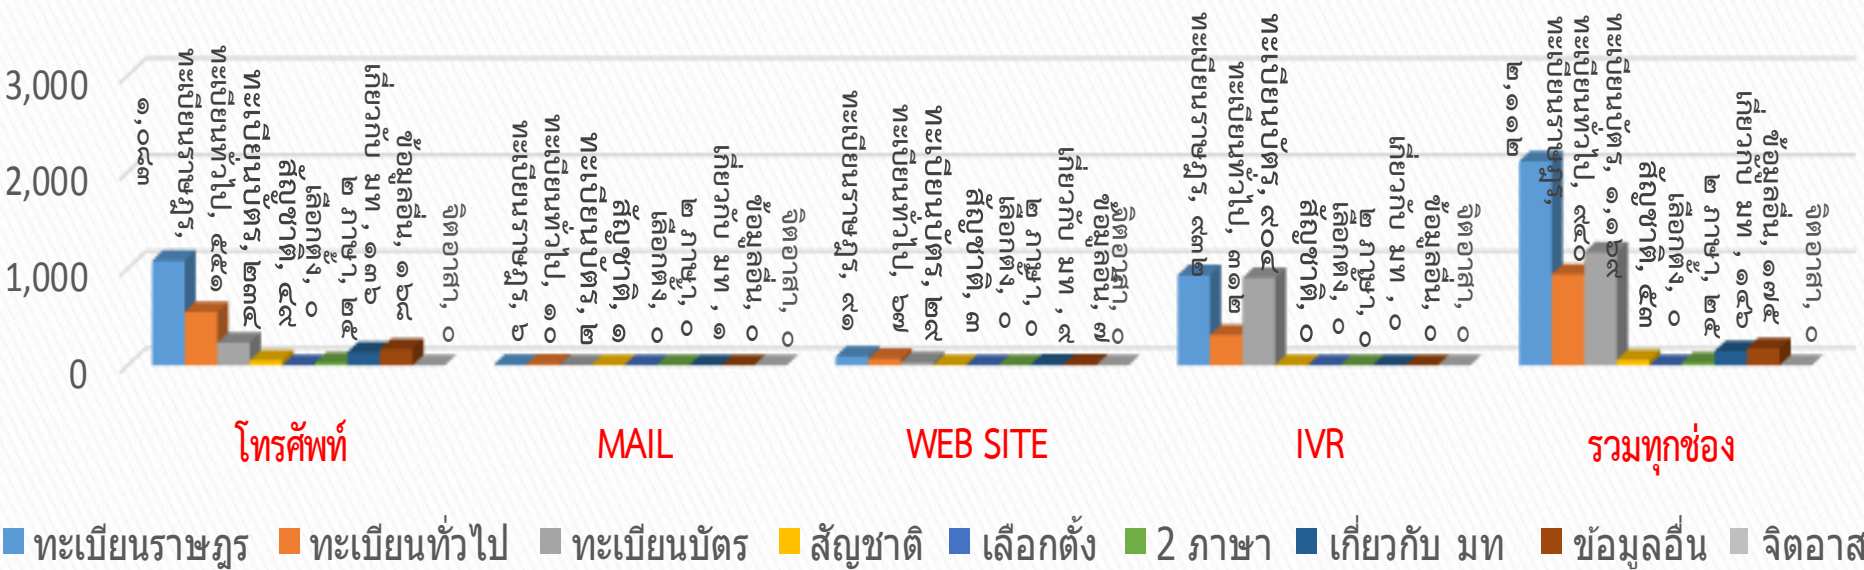 3,000
2,000
1,000
0
ทะเบียนราษฎร, ๑,๐๘๓
ทะเบียนทั่วไป, ๕๕๑
ทะเบียนบัตร, ๒๓๔
สัญชาติ, ๔๙
เลือกตั้ง, ๐
๒ ภาษา, ๒๕
เกี่ยวกับ มท , ๑๓๖
ข้อมูลอื่น, ๑๖๘
จิตอาสา, ๐
ทะเบียนราษฎร, ๖
ทะเบียนทั่วไป, ๑๐
ทะเบียนบัตร, ๒
สัญชาติ, ๑
เลือกตั้ง, ๐
๒ ภาษา, ๐
เกี่ยวกับ มท , ๑
ข้อมูลอื่น, ๐
จิตอาสา, ๐
ทะเบียนราษฎร, ๙๑
ทะเบียนทั่วไป, ๖๗
ทะเบียนบัตร, ๒๙
สัญชาติ, ๓
เลือกตั้ง, ๐
๒ ภาษา, ๐
เกี่ยวกับ มท , ๙
ข้อมูลอื่น, ๗
จิตอาสา, ๐
ทะเบียนราษฎร, ๙๓๒
ทะเบียนทั่วไป, ๓๑๒
ทะเบียนบัตร, ๙๐๔
สัญชาติ, ๐
เลือกตั้ง, ๐
๒ ภาษา, ๐
เกี่ยวกับ มท , ๐
ข้อมูลอื่น, ๐
จิตอาสา, ๐
ทะเบียนราษฎร, ๒,๑๑๒
ทะเบียนทั่วไป, ๙๔๐
ทะเบียนบัตร, ๑,๑๖๙
สัญชาติ, ๕๓
เลือกตั้ง, ๐
๒ ภาษา, ๒๕
เกี่ยวกับ มท , ๑๔๖
ข้อมูลอื่น, ๑๗๕
จิตอาสา, ๐
โทรศัพท์ MAIL WEB SITE IVR รวมทุกช่อง
ทะเบียนราษฎร ทะเบียนทั่วไป ทะเบียนบัตร สัญชาติ เลือกตั้ง 2 ภาษา เกี่ยวกับ มท ข้อมูลอื่น จิตอาส